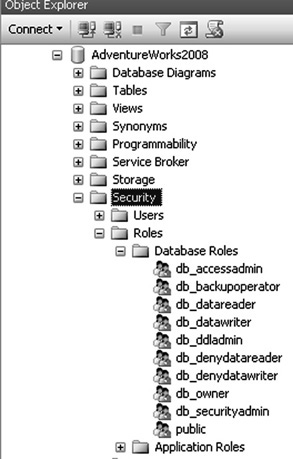 Object Explorer
Connect
AdventureWorks2008
Database Diagrams
Tables
Views
Synonyms
Programmability
Service Broker
Storage
Security
Users
Roles
Database Roles
db_accessadmin
db_backupoperator
db_datareader
db_datawriter
db_ddladmin
db_denydatareader
db_denydatawriter
db_owner
db_securityadmin
public
Application Roles